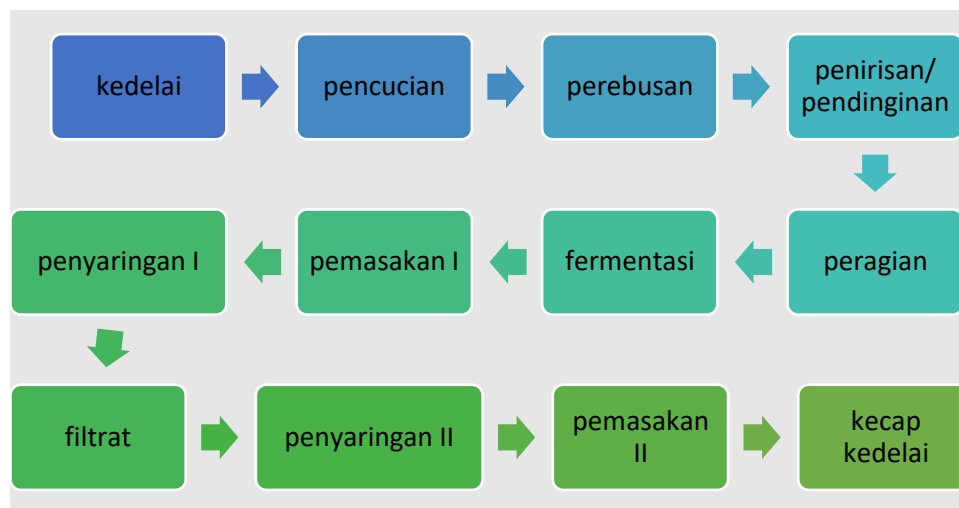 kedelai
pencucian
perebusan
penirisan/
pendinginan
peragian
fermentasi
pemasakan I
penyaringan I
filtrat
penyaringan II
pemasakan
II
kecap
kedelai